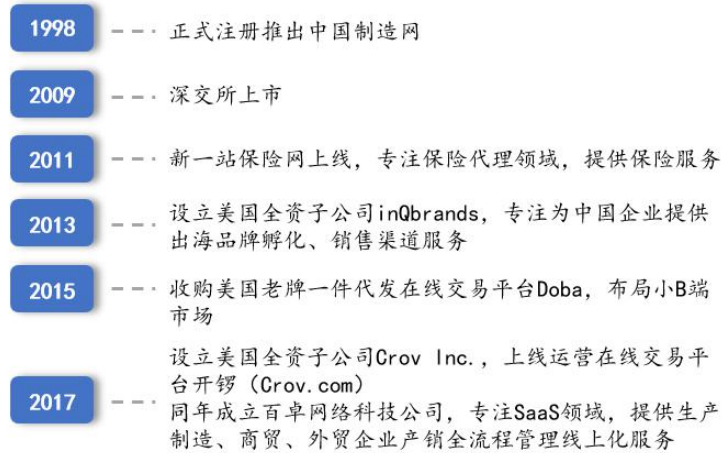 1998 正式注册推出中国制造网
2009 深交所上市
2011 新一站保险网上线，专注保险代理领域，提供保险服务
2013 设立美国全资子公司inQbrands，专注为中国企业提供
出海品牌孵化、销售渠道服务
2015 收购美国老牌一件代发在线交易平台Doba，布局小B端
市场
2017 设立美国全资子公司Crov Inc.，上线运营在线交易平
台开锣（Crov.com）
同年成立百卓网络科技公司，专注SaaS领域，提供生产
制造、商贸、外贸企业产销全流程管理线上化服务